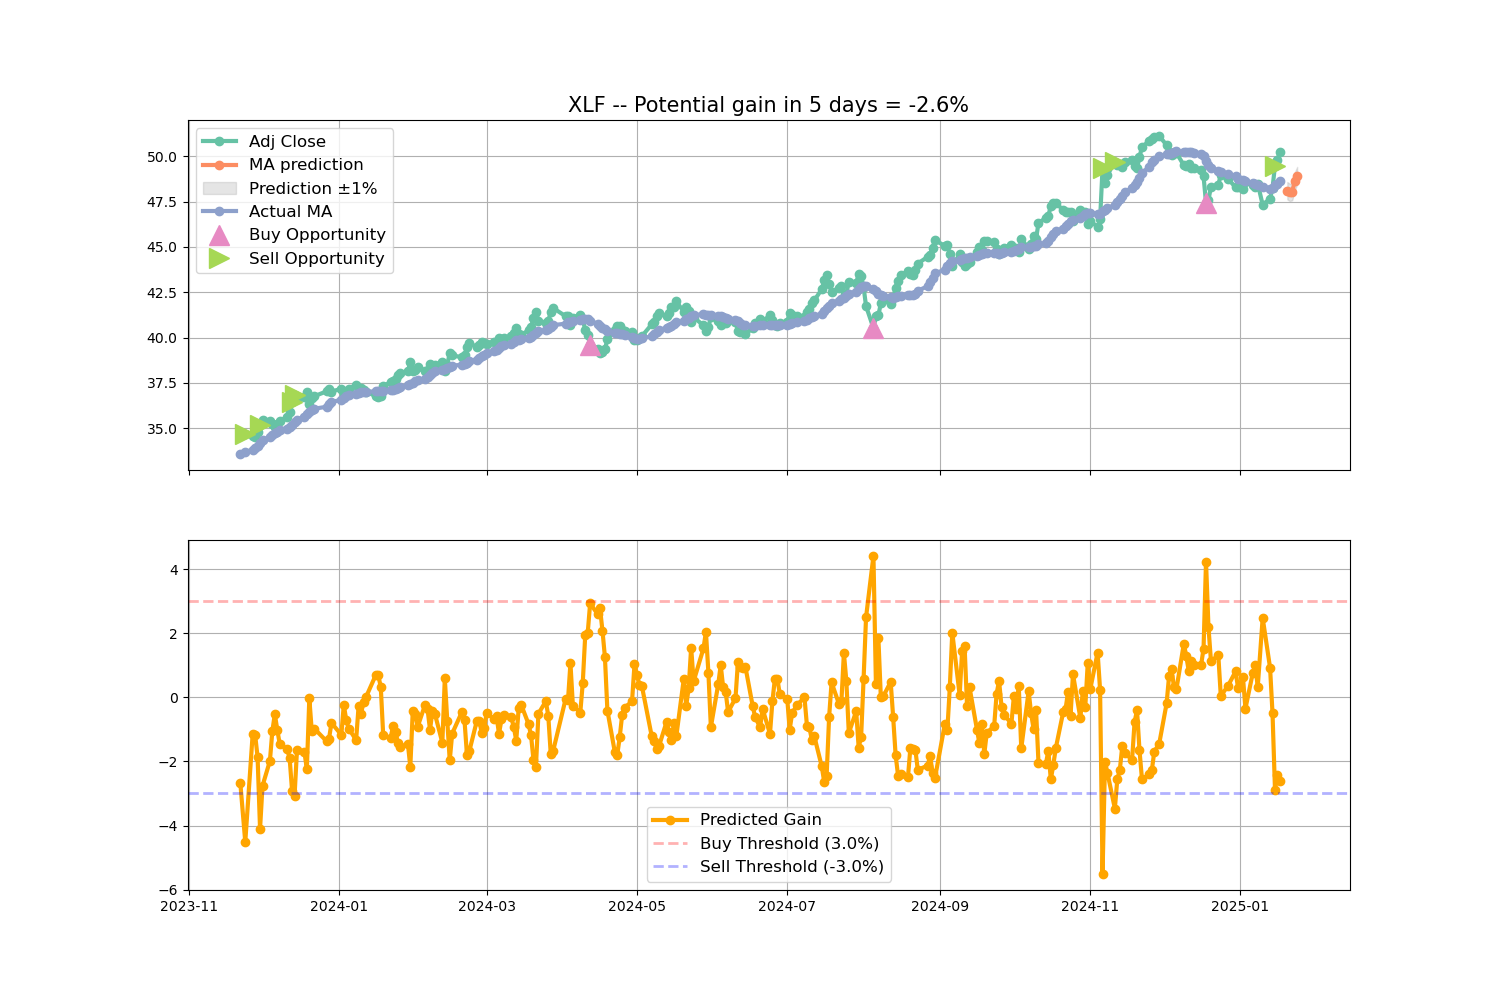 XLF -- Potential gain in 5 days = -2.6%
Adj Close
MA prediction
Prediction ±1%
Actual MA
Buy Opportunity
Sell Opportunity
50.0
47.5
45.0
42.5
40.0
37.5
35.0
4
2
0
−2
−4
−6
Predicted Gain
Buy Threshold (3.0%)
Sell Threshold (-3.0%)
2023-11
2024-01
2024-03
2024-05
2024-07
2024-09
2024-11
2025-01